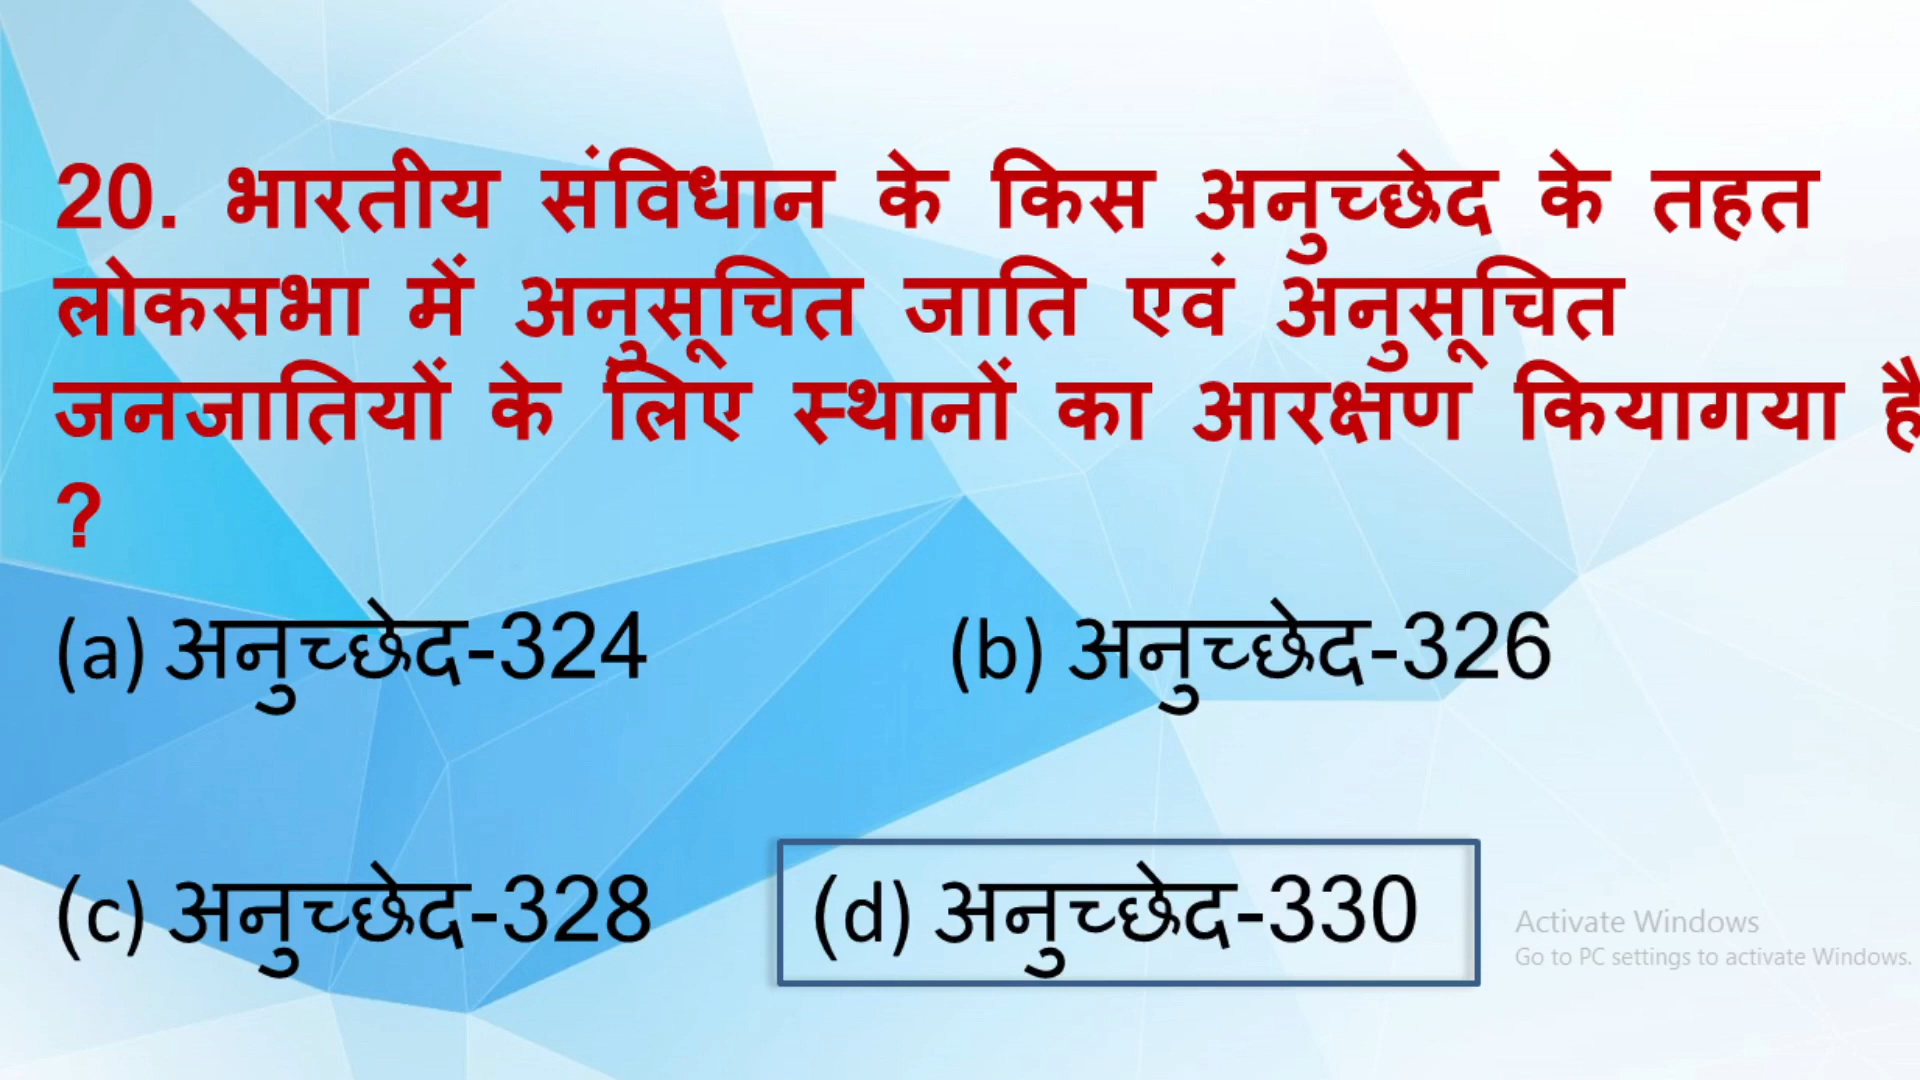 20. भारतीय संविधान के किस अनुच्छेद के तहत
लोकसभा में अनुसूचित जाति एवं अनुसूचित
जनजातियों के लिए स्थानों का आरक्षण कियागया है
?
(a) अनुच्छेद-324 (b) अनुच्छेद-326
(c) अनुच्छेद-328 (d) अनुच्छेद-330
Activate Windows
Go to PC settings to activate Windows.